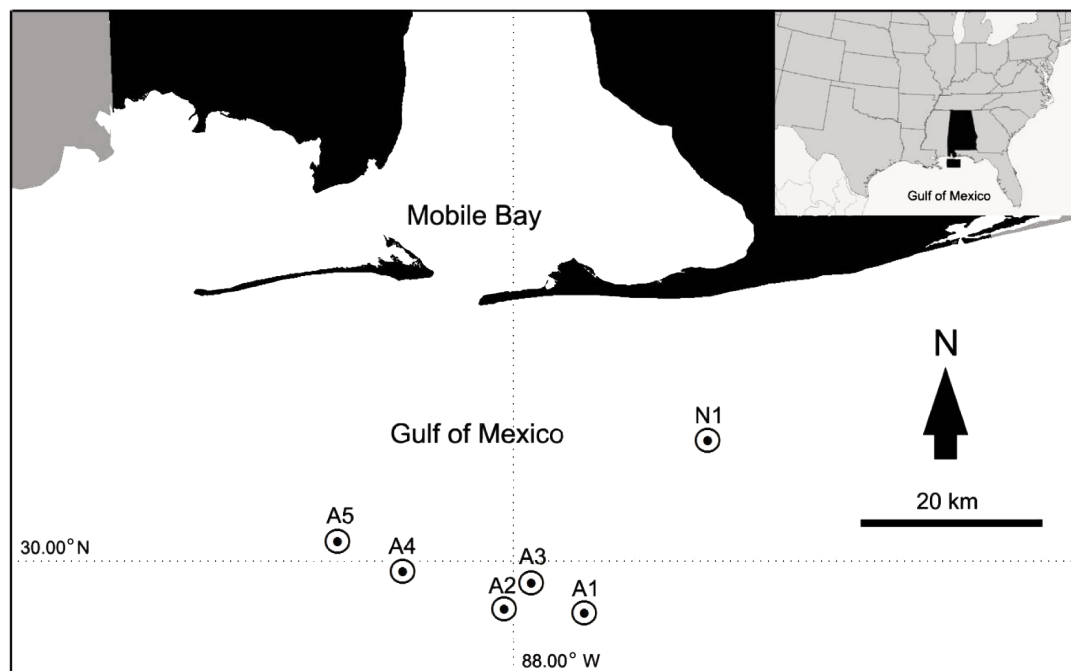 Gulf of Mexico
Mobile Bay
N
Gulf of Mexico
N1
20 km
A5
30.00° N
A4
A3
A2
A1
88.00° W